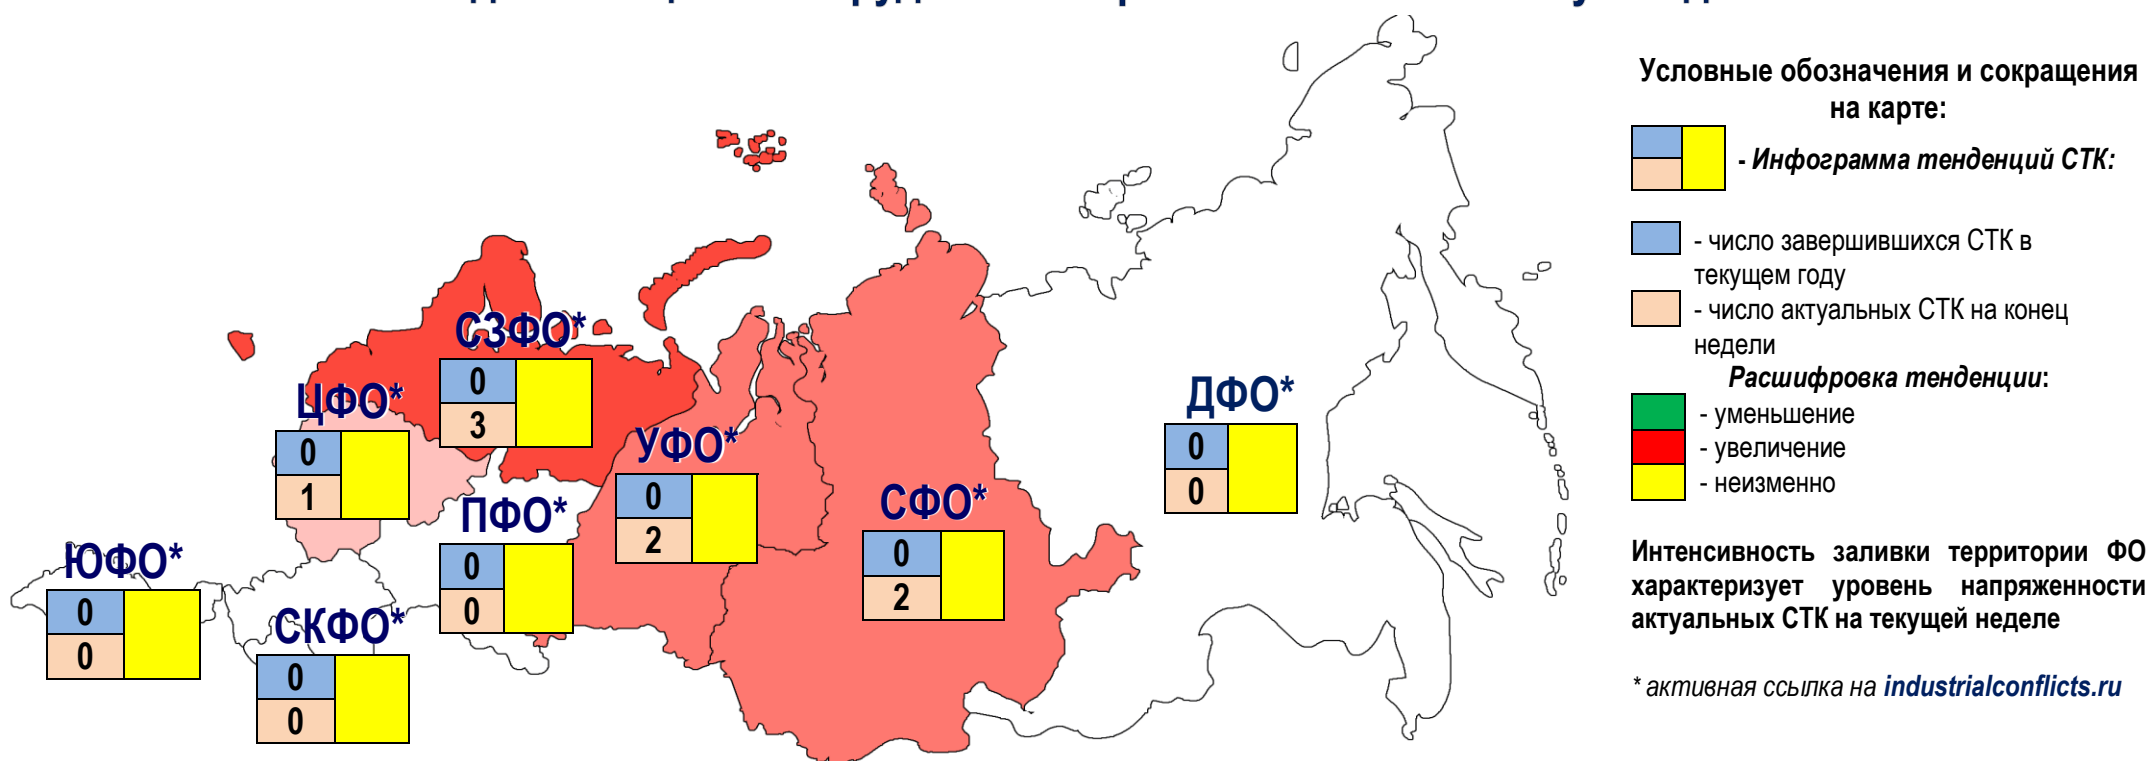 СЗФО*
0
3
ЦФО*
0
1
УФО*
0
2
ДФО*
0
0
СФО*
0
2
ПФО*
0
0
ЮФО*
0
0
СКФО*
0
0
Условные обозначения и сокращения
на карте:
- Инфограмма тенденций СТК:
- число завершившихся СТК в
текущем году
- число актуальных СТК на конец
недели
Расшифровка тенденции:
- уменьшение
- увеличение
- неизменно
Интенсивность заливки территории ФО
характеризует уровень напряженности
актуальных СТК на текущей неделе
* активная ссылка на industrialconflicts.ru